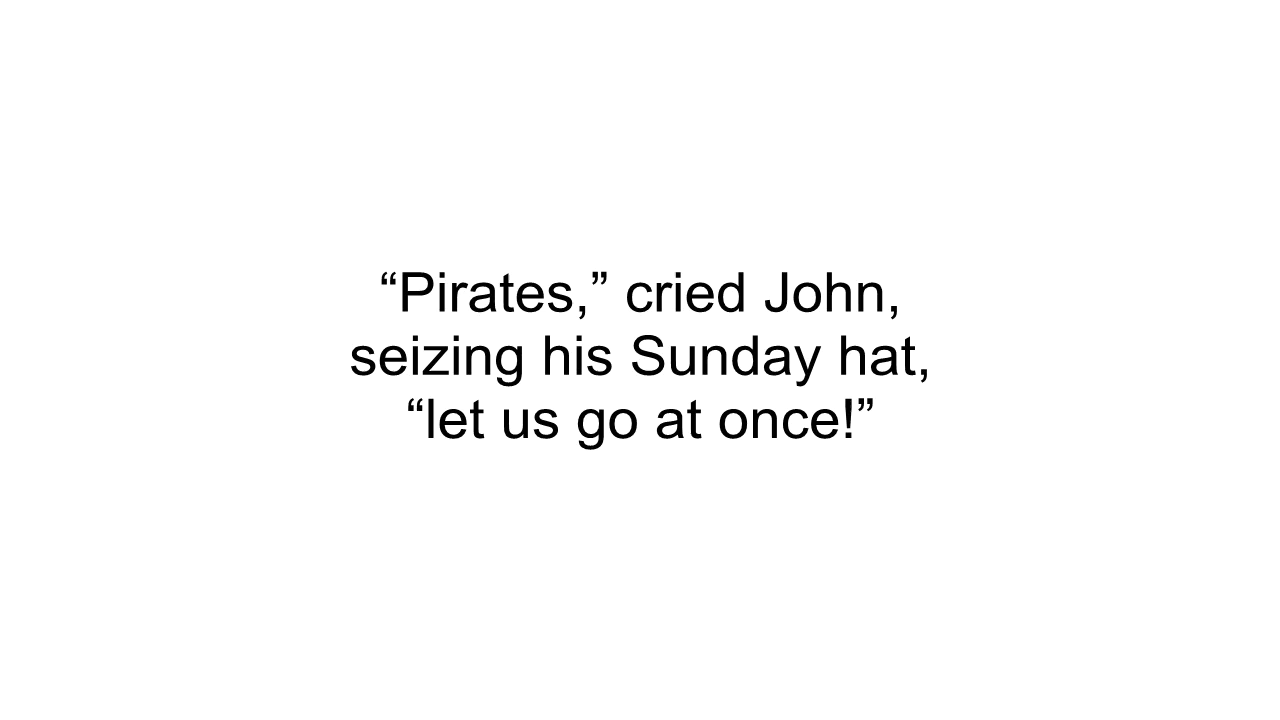 “Pirates,” cried John,
seizing his Sunday hat,
“let us go at once!”